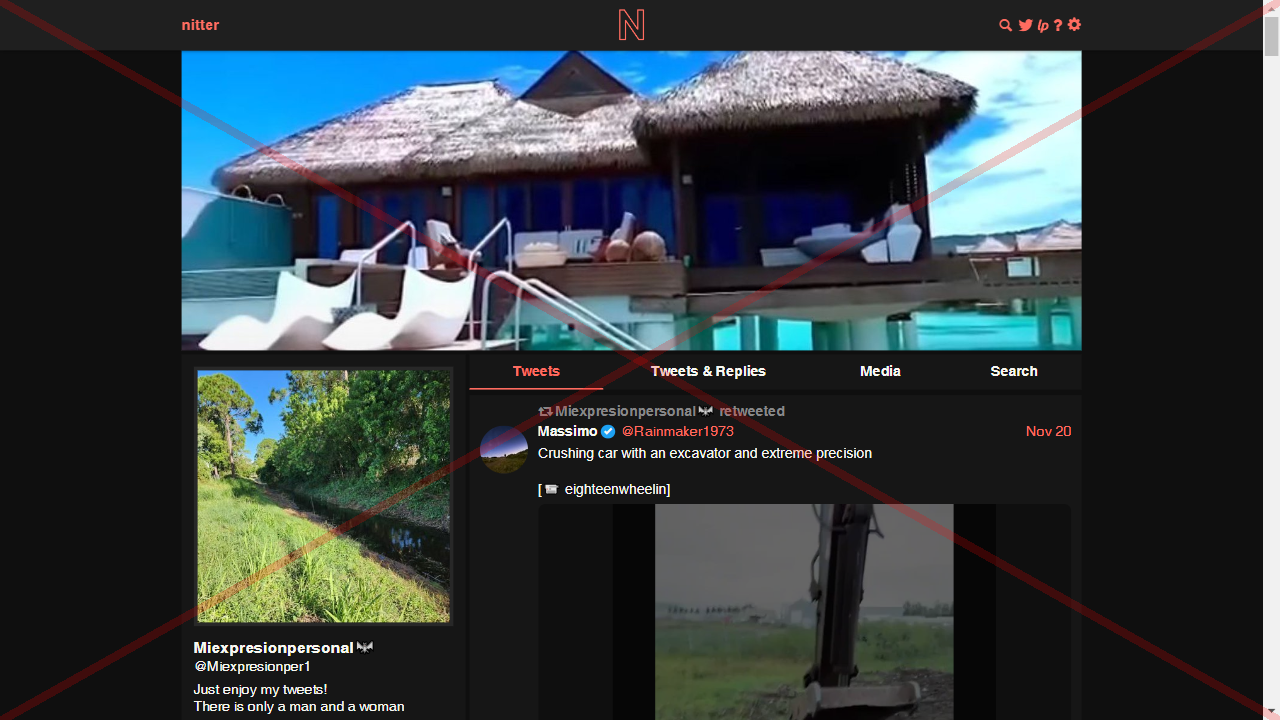 nitter
N
lp ?
Tweets
Tweets & Replies
Media
Search
Miexpresionpersonal retweeted
Massimo @Rainmaker1973 Nov 20
Crushing car with an excavator and extreme precision
[📹 eighteenwheelin]
Miexpresionpersonal
@Miexpresionper1
Just enjoy my tweets!
There is only a man and a woman